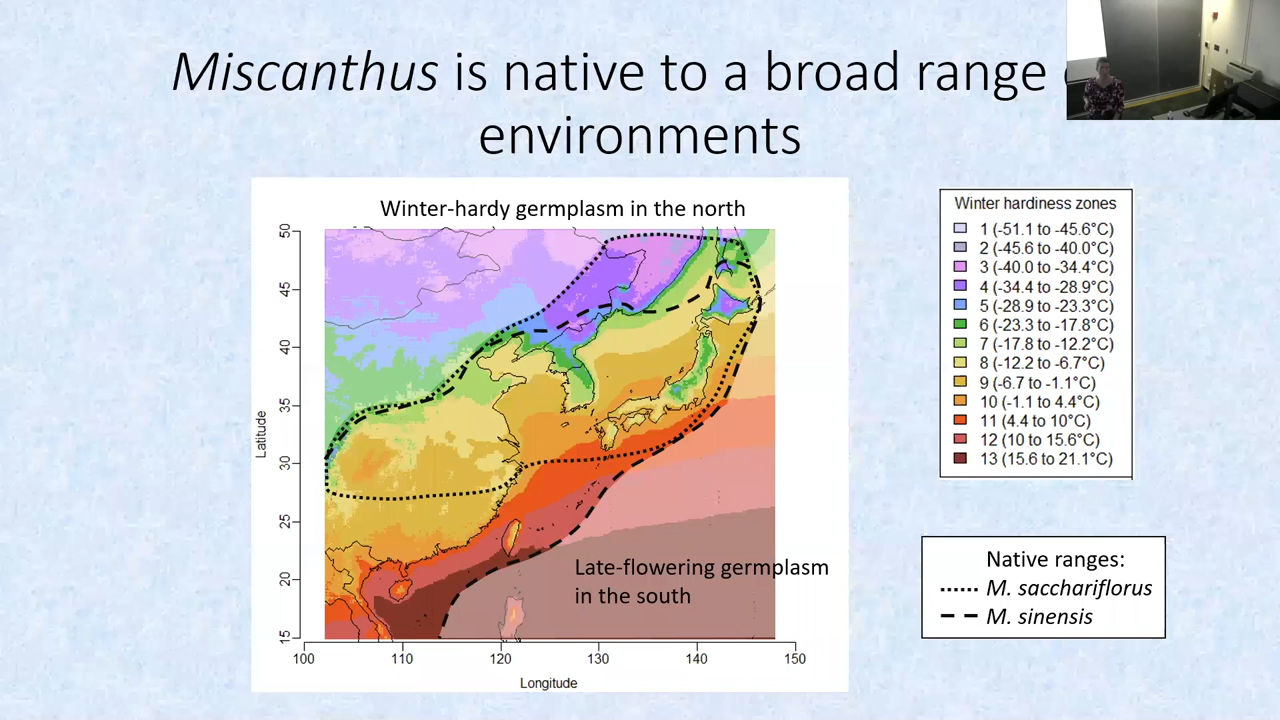 Miscanthus is native to a broad range
environments
Winter-hardy germplasm in the north
50
45
40
35
30
25
20
15
Latitude
Late-flowering germplasm
in the south
100
110
120
130
140
150
Longitude
Winter hardiness zones
1 (-51.1 to -45.6°C)
2 (-45.6 to -40.0°C)
3 (-40.0 to -34.4°C)
4 (-34.4 to -28.9°C)
5 (-28.9 to -23.3°C)
6 (-23.3 to -17.8°C)
7 (-17.8 to -12.2°C)
8 (-12.2 to -6.7°C)
9 (-6.7 to -1.1°C)
10 (-1.1 to 4.4°C)
11 (4.4 to 10°C)
12 (10 to 15.6°C)
13 (15.6 to 21.1°C)
Native ranges:
M. sacchariflorus
M. sinensis